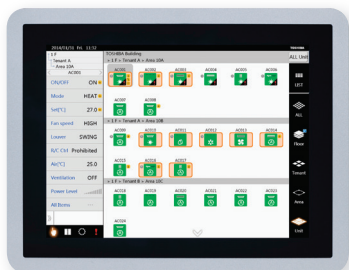 2018/01/31 Fri 11:32
TOSHIBA
1 F
- Tenant A
- Area 10A
AC001
ON/OFF ON
Mode HEAT
Set(°C) 27.0
Fan speed HIGH
Louver SWING
R/C Ctrl Prohibited
Air(°C) 25.0
Ventilation OFF
Power Level
All Items
TOSHIBA Building
- 1 F - Tenant A - Area 10A
AC001 AC002 AC003 AC004 AC005 AC006
AC007 AC008
- 1 F - Tenant A - Area 10B
AC009 AC010 AC011 AC012 AC013 AC014
AC015 AC016 AC017
- 1 F - Tenant B - Area 10C
AC018 AC019 AC020 AC021 AC022 AC023
AC024
ALL Unit
LIST
ALL
Floor
Tenant
Area
Unit